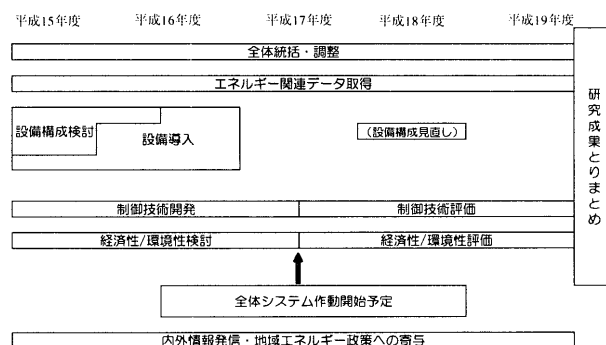 平成15年度 平成16年度 平成17年度 平成18年度 平成19年度
全体統括・調整
エネルギー関連データ取得
設備構成検討
設備導入
(設備構成見直し)
制御技術開発 制御技術評価
経済性/環境性検討 経済性/環境性評価
全体システム作動開始予定
内外情報発信・地域エネルギー政策への寄与
研究成果とりまとめ